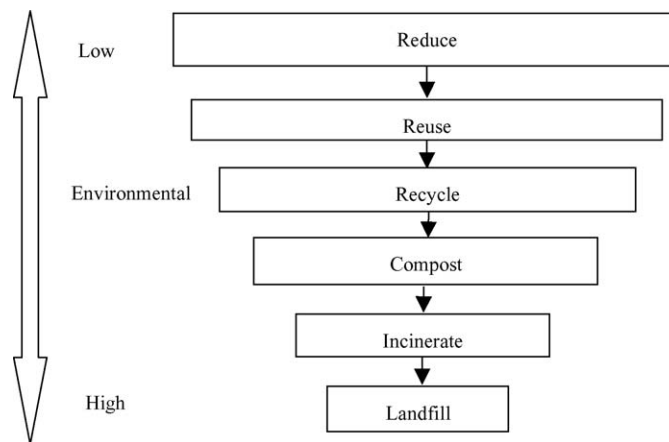 Low
Reduce
Reuse
Environmental
Recycle
Compost
Incinerate
High
Landfill